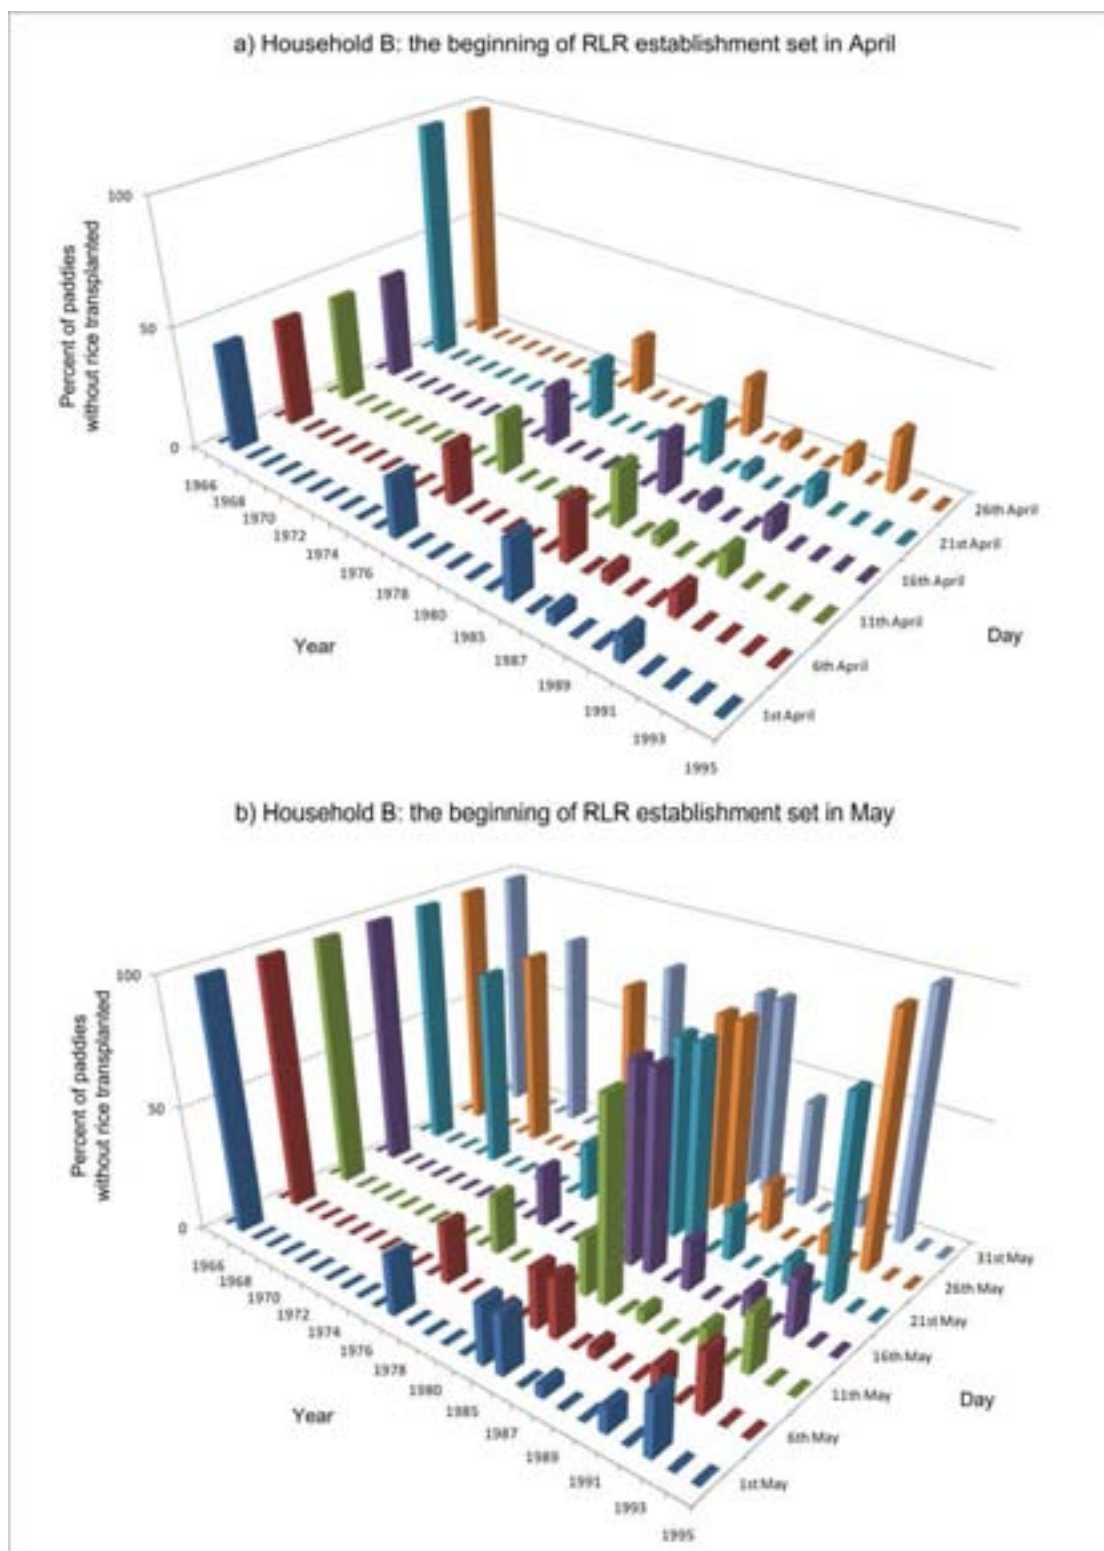 a) Household B: the beginning of RLR establishment set in April
100
50
0
Percent of paddies
without rice transplanted
1966
1968
1970
1972
1974
1976
1978
1980
1985
1987
1989
1991
1993
1995
Year
26th April
21st April
16th April
11th April
6th April
1st April
Day
b) Household B: the beginning of RLR establishment set in May
100
50
0
Percent of paddies
without rice transplanted
1966
1968
1970
1972
1974
1976
1978
1980
1985
1987
1989
1991
1993
1995
Year
31st May
26th May
21st May
16th May
11th May
6th May
1st May
Day